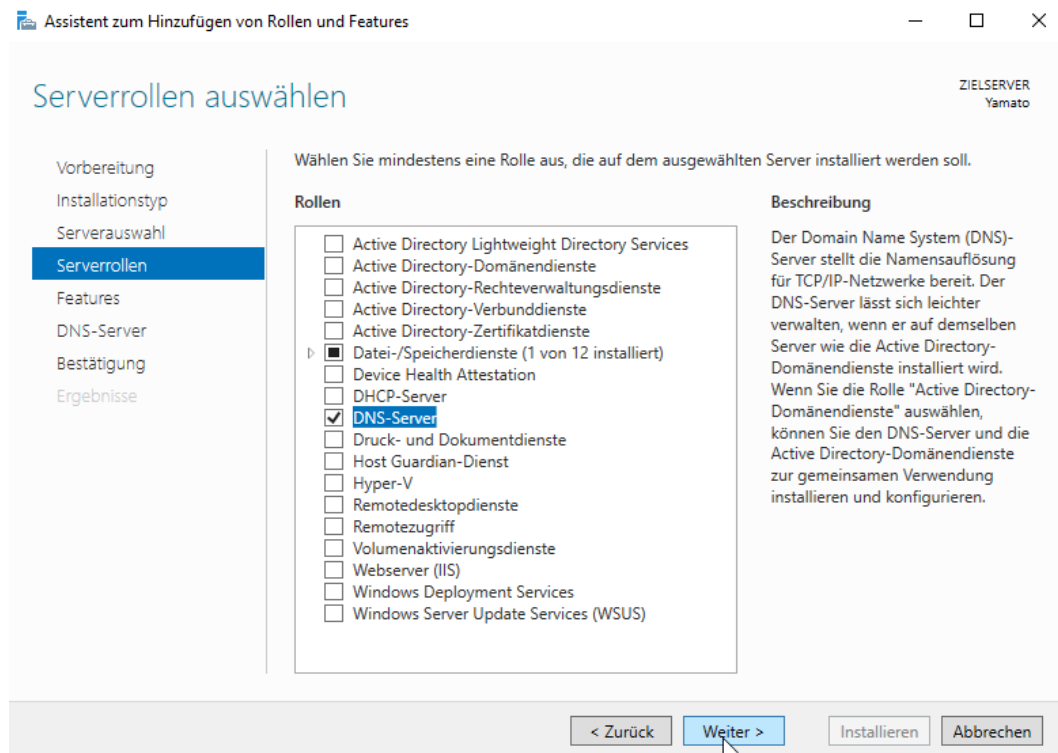 Assistent zum Hinzufügen von Rollen und Features
Serverrollen auswählen
ZIELSERVER
Yamato
Vorbereitung
Installationstyp
Serverauswahl
Serverrollen
Features
DNS-Server
Bestätigung
Ergebnisse
Wählen Sie mindestens eine Rolle aus, die auf dem ausgewählten Server installiert werden soll.
Rollen
Active Directory Lightweight Directory Services
Active Directory-Domänendienste
Active Directory-Rechteverwaltungsdienste
Active Directory-Verbunddienste
Active Directory-Zertifikatdienste
Datei-/Speicherdienste (1 von 12 installiert)
Device Health Attestation
DHCP-Server
DNS-Server
Druck- und Dokumentdienste
Host Guardian-Dienst
Hyper-V
Remotedesktopdienste
Remotezugriff
Volumenaktivierungsdienste
Webserver (IIS)
Windows Deployment Services
Windows Server Update Services (WSUS)
Beschreibung
Der Domain Name System (DNS)-
Server stellt die Namensauflösung
für TCP/IP-Netzwerke bereit. Der
DNS-Server lässt sich leichter
verwalten, wenn er auf demselben
Server wie die Active Directory-
Domänendienste installiert wird.
Wenn Sie die Rolle "Active Directory-
Domänendienste" auswählen,
können Sie den DNS-Server und die
Active Directory-Domänendienste
zur gemeinsamen Verwendung
installieren und konfigurieren.
< Zurück
Weiter >
Installieren
Abbrechen